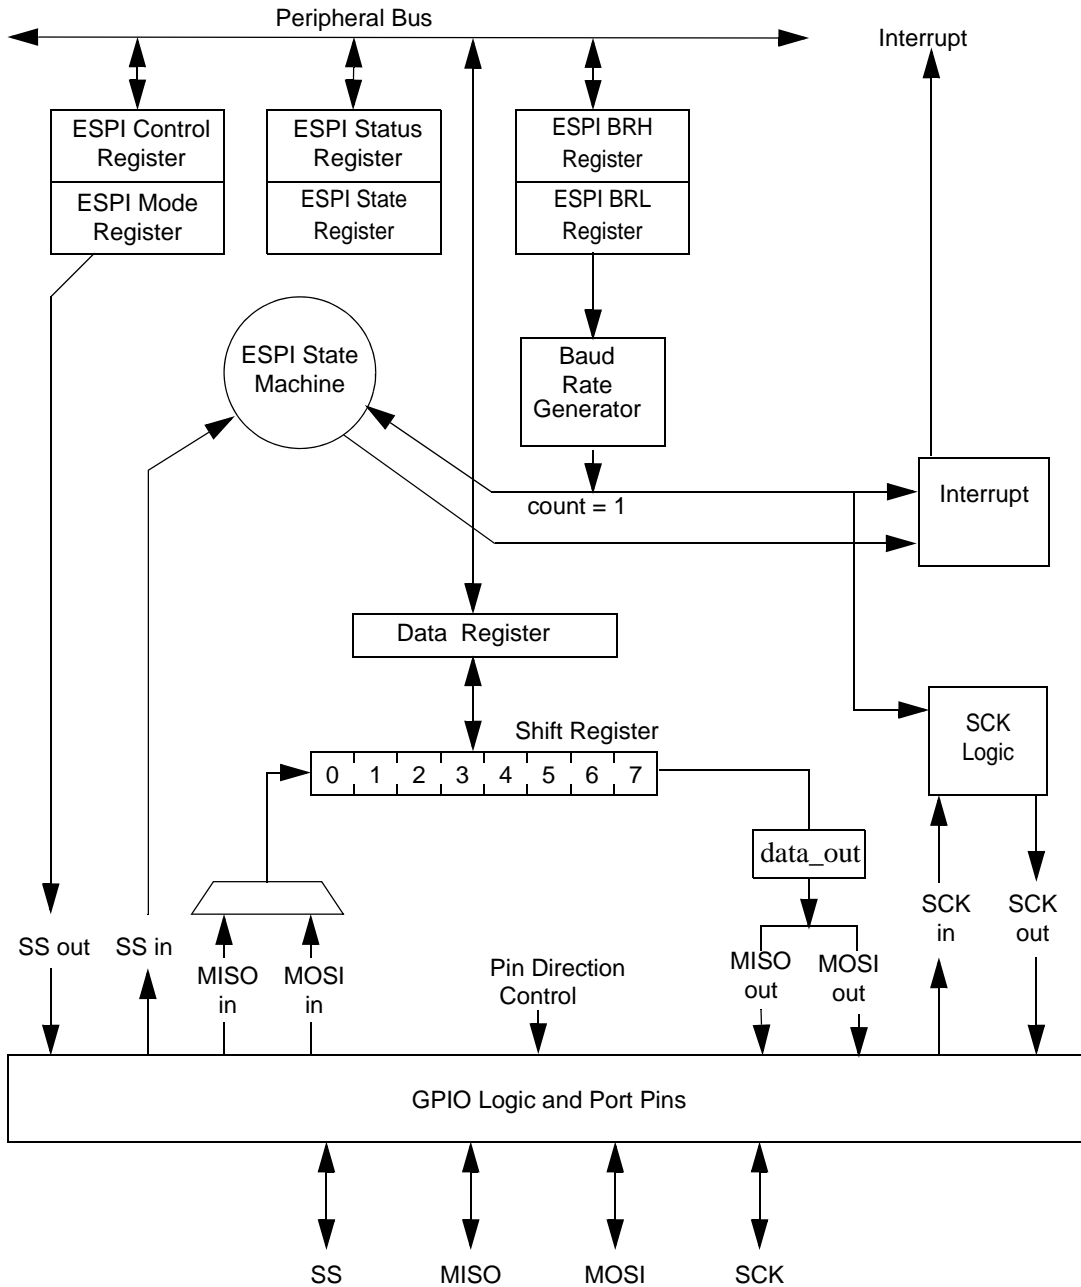 Peripheral Bus
Interrupt
ESPI Control
Register
ESPI Mode
Register
ESPI Status
Register
ESPI State
Register
ESPI BRH
Register
ESPI BRL
Register
ESPI State
Machine
Baud
Rate
Generator
count = 1
Interrupt
Data Register
Shift Register
0 1 2 3 4 5 6 7
SCK
Logic
data_out
SS out
SS in
MISO
in
MOSI
in
Pin Direction
Control
MISO
out
MOSI
out
SCK
in
SCK
out
GPIO Logic and Port Pins
SS
MISO
MOSI
SCK